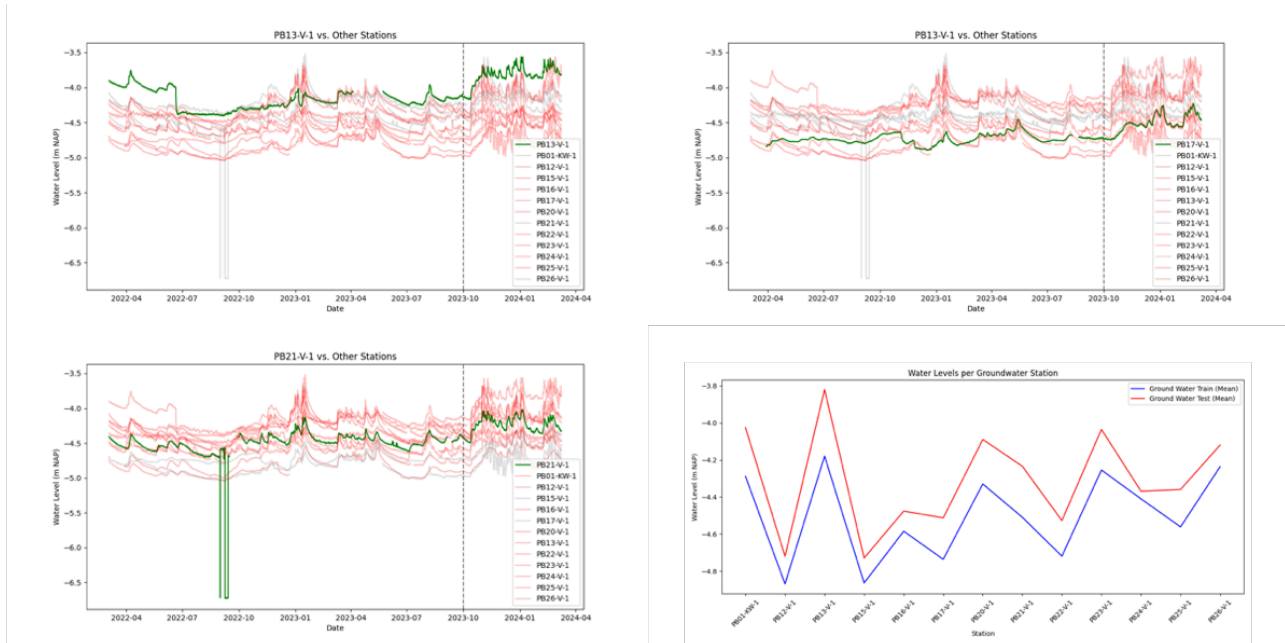 PB13-V-1 vs. Other Stations
Water Level (m NAP)
−3.5
−4.0
−4.5
−5.0
−5.5
−6.0
−6.5
PB13-V-1
PB01-KW-1
PB12-V-1
PB15-V-1
PB16-V-1
PB17-V-1
PB20-V-1
PB21-V-1
PB22-V-1
PB23-V-1
PB24-V-1
PB25-V-1
PB26-V-1
2022-04 2022-07 2022-10 2023-01 2023-04 2023-07 2023-10 2024-01 2024-04
Date
PB13-V-1 vs. Other Stations
Water Level (m NAP)
−3.5
−4.0
−4.5
−5.0
−5.5
−6.0
−6.5
PB17-V-1
PB01-KW-1
PB12-V-1
PB15-V-1
PB16-V-1
PB13-V-1
PB20-V-1
PB21-V-1
PB22-V-1
PB23-V-1
PB24-V-1
PB25-V-1
PB26-V-1
2022-04 2022-07 2022-10 2023-01 2023-04 2023-07 2023-10 2024-01 2024-04
Date
PB21-V-1 vs. Other Stations
Water Level (m NAP)
−3.5
−4.0
−4.5
−5.0
−5.5
−6.0
−6.5
PB21-V-1
PB01-KW-1
PB12-V-1
PB15-V-1
PB16-V-1
PB17-V-1
PB20-V-1
PB13-V-1
PB22-V-1
PB23-V-1
PB24-V-1
PB25-V-1
PB26-V-1
2022-04 2022-07 2022-10 2023-01 2023-04 2023-07 2023-10 2024-01 2024-04
Date
Water Levels per Groundwater Station
Water Level (m NAP)
−3.8
−4.0
−4.2
−4.4
−4.6
−4.8
Ground Water Train (Mean)
Ground Water Test (Mean)
PB01-KW-1 PB12-V-1 PB13-V-1 PB15-V-1 PB16-V-1 PB17-V-1 PB20-V-1 PB21-V-1 PB22-V-1 PB23-V-1 PB24-V-1 PB25-V-1 PB26-V-1
Station